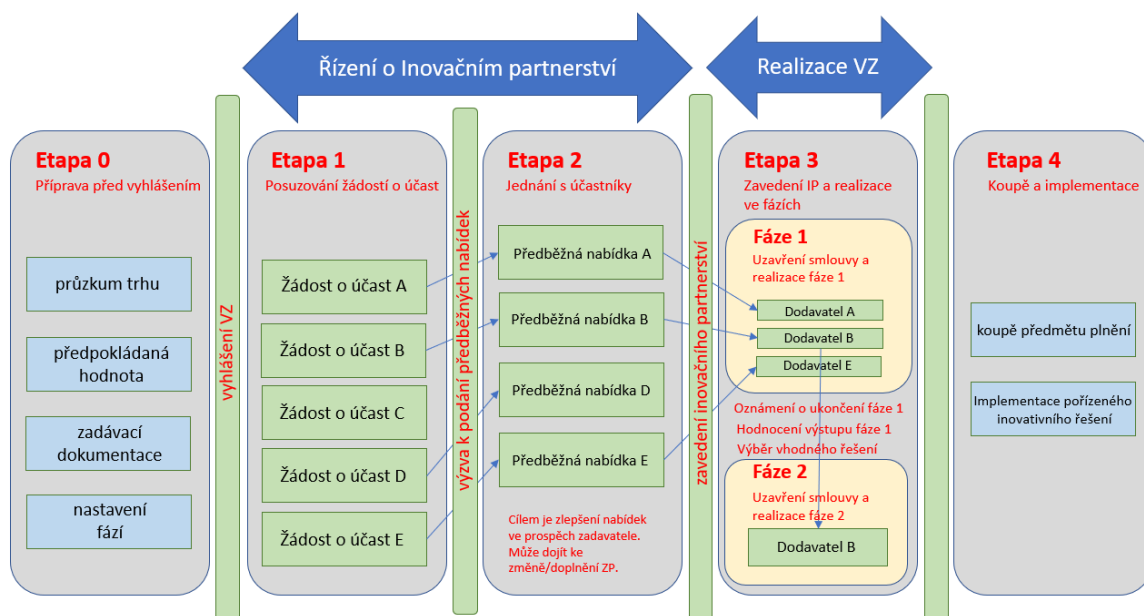 Řízení o Inovačním partnerství
Realizace VZ
Etapa 0
Příprava před vyhlášením
průzkum trhu
předpokládaná
hodnota
zadávací
dokumentace
nastavení
fází
vyhlášení VZ
Etapa 1
Posuzování žádostí o účast
Žádost o účast A
Žádost o účast B
Žádost o účast C
Žádost o účast D
Žádost o účast E
výzva k podání předběžných nabídek
Etapa 2
Jednání s účastníky
Předběžná nabídka A
Předběžná nabídka B
Předběžná nabídka D
Předběžná nabídka E
Cílem je zlepšení nabídek
ve prospěch zadavatele.
Může dojít ke
změně/doplnění ZP.
zavedení inovačního partnerství
Etapa 3
Zavedení IP a realizace
ve fázích
Fáze 1
Uzavření smlouvy a
realizace fáze 1
Dodavatel A
Dodavatel B
Dodavatel E
Oznámení o ukončení fáze 1
Hodnocení výstupu fáze 1
Výběr vhodného řešení
Fáze 2
Uzavření smlouvy a
realizace fáze 2
Dodavatel B
Etapa 4
Koupě a implementace
koupě předmětu plnění
Implementace pořízeného
inovativního řešení